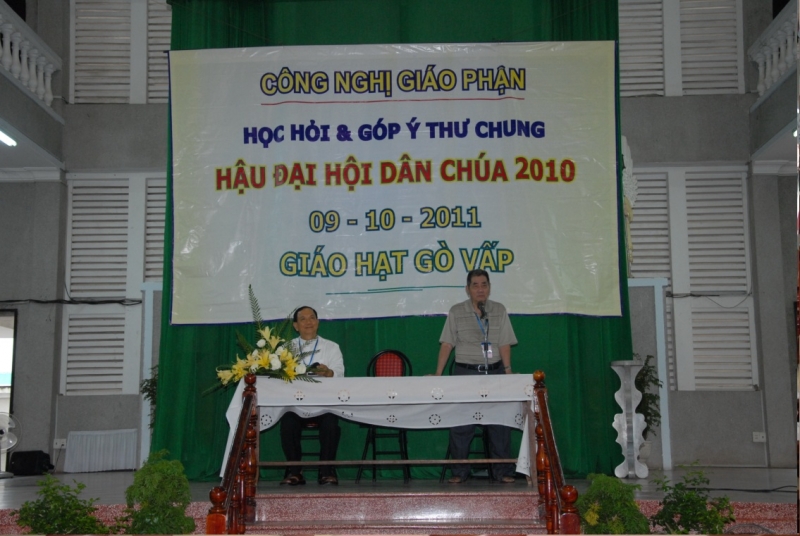 CÔNG NGHỊ GIÁO PHẬN
HỌC HỎI & GÓP Ý THƯ CHUNG
HẬU ĐẠI HỘI DÂN CHÚA 2010
09 - 10 - 2011
GIÁO HẠT GÒ VẤP